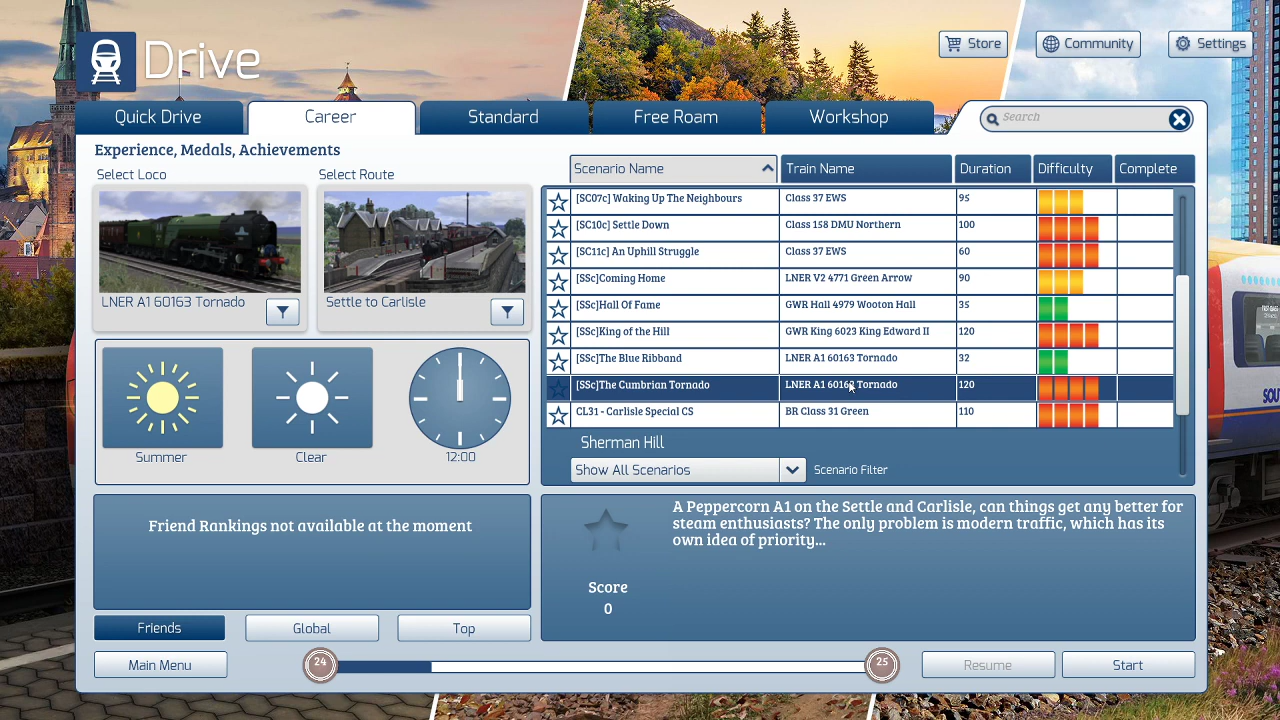 Drive
Store
Community
Settings
Quick Drive
Career
Standard
Free Roam
Workshop
Search
Experience, Medals, Achievements
Select Loco
Select Route
LNER A1 60163 Tornado
Settle to Carlisle
Summer
Clear
12:00
Scenario Name Train Name Duration Difficulty Complete
[SC07c] Waking Up The Neighbours Class 37 EWS 95
[SC10c] Settle Down Class 158 DMU Northern 100
[SC11c] An Uphill Struggle Class 37 EWS 60
[SSc]Coming Home LNER V2 4771 Green Arrow 90
[SSc]Hall Of Fame GWR Hall 4979 Wooton Hall 35
[SSc]King of the Hill GWR King 6023 King Edward II 120
[SSc]The Blue Ribband LNER A1 60163 Tornado 32
[SSc]The Cumbrian Tornado LNER A1 60163 Tornado 120
CL31 - Carlisle Special CS BR Class 31 Green 110
Sherman Hill
Show All Scenarios
Scenario Filter
Friend Rankings not available at the moment
A Peppercorn A1 on the Settle and Carlisle, can things get any better for
steam enthusiasts? The only problem is modern traffic, which has its
own idea of priority...
Score
0
Friends
Global
Top
Main Menu
24
25
Resume
Start